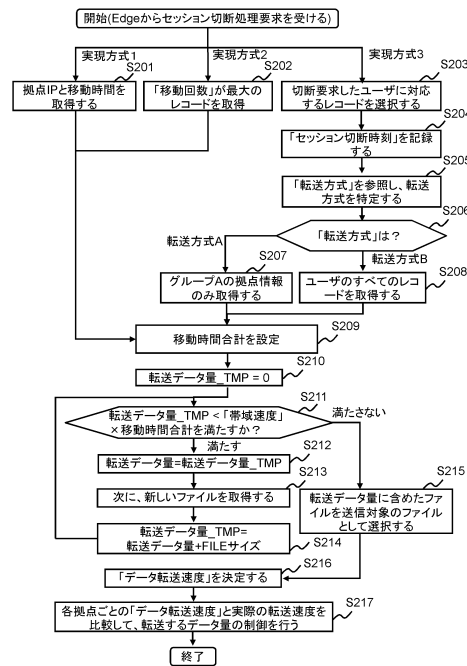 開始(Edgeからセッション切断処理要求を受ける)
実現方式1
実現方式2
実現方式3
S201
拠点IPと移動時間を
取得する
S202
「移動回数」が最大の
レコードを取得
S203
切断要求したユーザに対応
するレコードを選択する
S204
「セッション切断時刻」を記録
する
S205
「転送方式」を参照し、転送
方式を特定する
S206
「転送方式」は？
転送方式A
転送方式B
S207
グループAの拠点情報
のみ取得する
S208
ユーザのすべてのレコ
ードを取得する
S209
移動時間合計を設定
S210
転送データ量_TMP = 0
S211
転送データ量_TMP < 「帯域速度」
×移動時間合計を満たすか？
満たさない
満たす
S212
転送データ量=転送データ量_TMP
S213
次に、新しいファイルを取得する
S214
転送データ量_TMP=
転送データ量+FILEサイズ
S215
転送データ量に含めたファ
イルを送信対象のファイル
として選択する
S216
「データ転送速度」を決定する
S217
各拠点ごとの「データ転送速度」と実際の転送速度を
比較して、転送するデータ量の制御を行う
終了